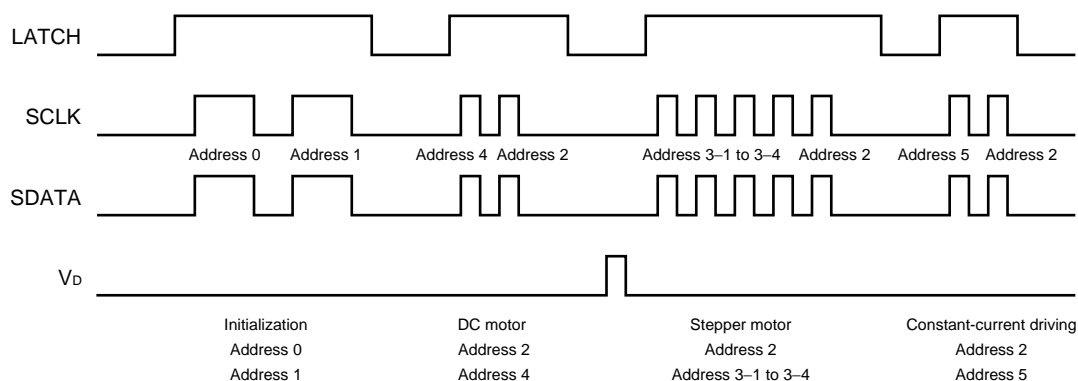 LATCH
SCLK
Address 0 Address 1 Address 4 Address 2 Address 3–1 to 3–4 Address 2 Address 5 Address 2
SDATA
VD
Initialization DC motor Stepper motor Constant-current driving
Address 0 Address 2 Address 2 Address 2
Address 1 Address 4 Address 3–1 to 3–4 Address 5